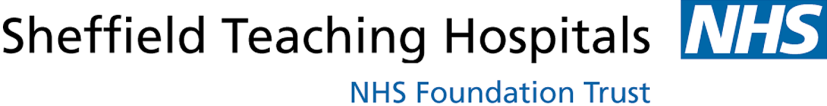 Sheffield Teaching Hospitals NHS
NHS Foundation Trust